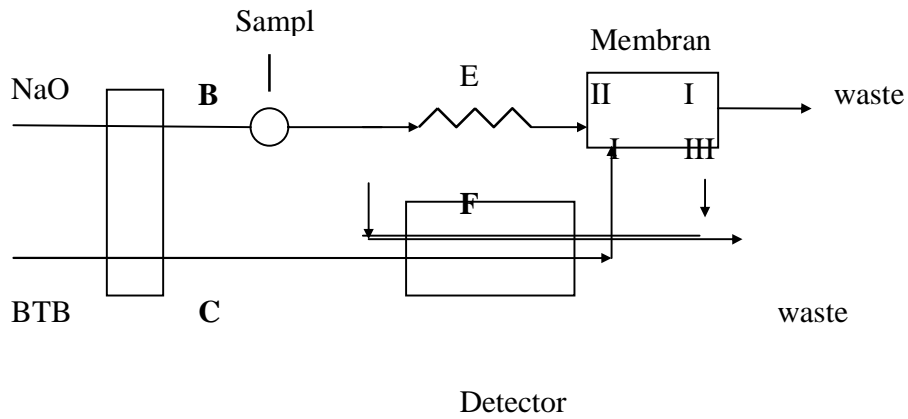 Sampl
Membran
E
NaO B II I waste
I III
F
BTB C waste
Detector